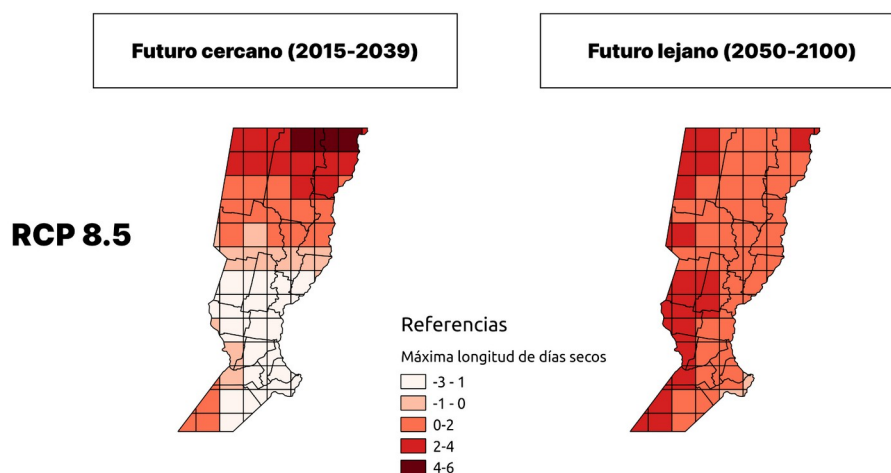 Futuro cercano (2015-2039)
Futuro lejano (2050-2100)
RCP 8.5
Referencias
Máxima longitud de días secos
-3 - 1
-1 - 0
0-2
2-4
4-6